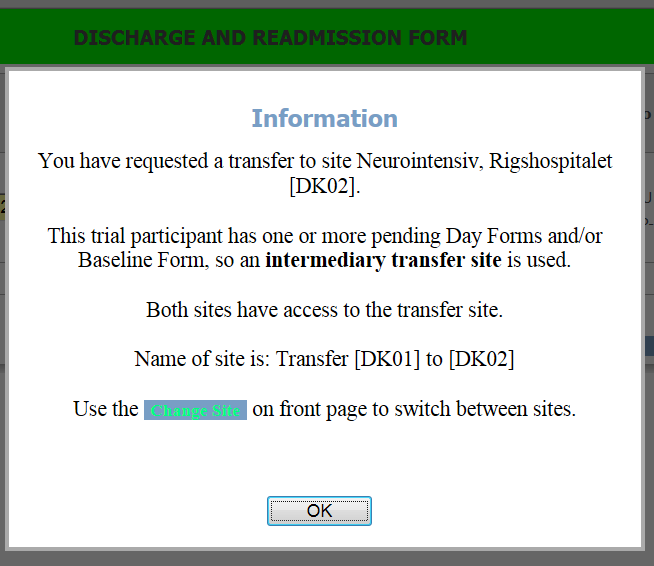 DISCHARGE AND READMISSION FORM
Information
You have requested a transfer to site Neurointensiv, Rigshospitalet
[DK02].
This trial participant has one or more pending Day Forms and/or
Baseline Form, so an intermediary transfer site is used.
Both sites have access to the transfer site.
Name of site is: Transfer [DK01] to [DK02]
Use the Change Site on front page to switch between sites.
OK